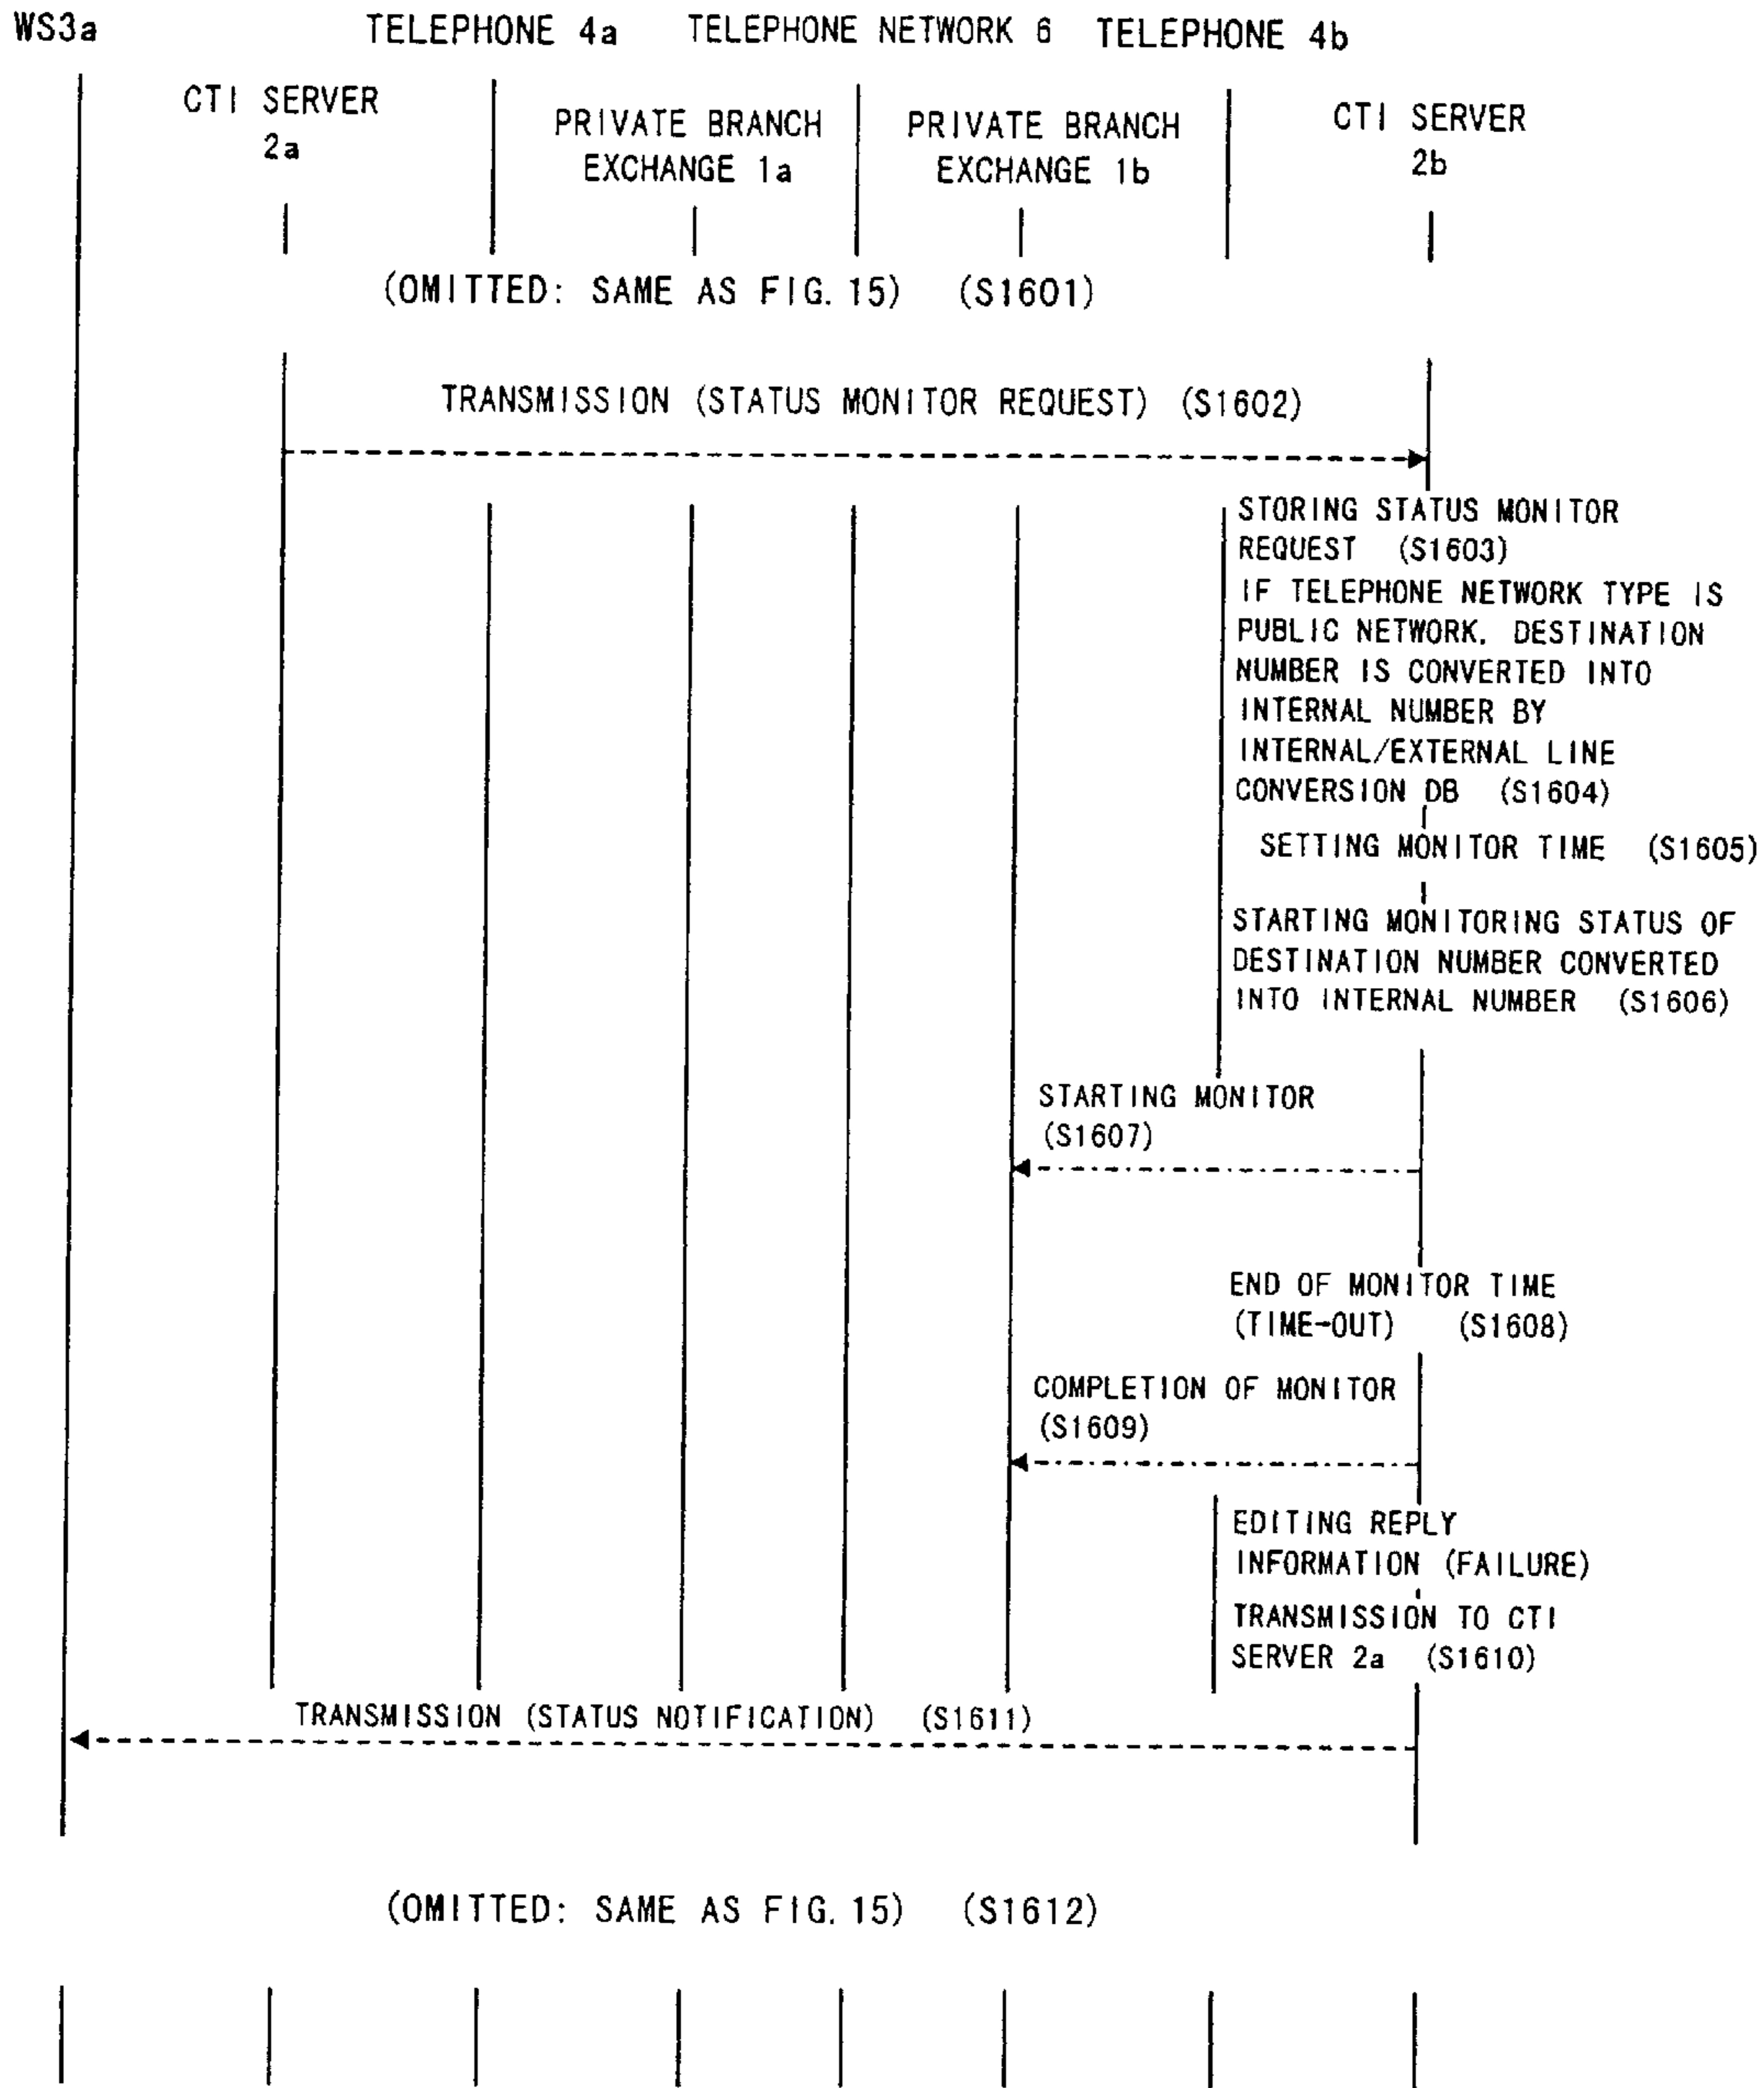 WS3a TELEPHONE 4a TELEPHONE NETWORK 6 TELEPHONE 4b
CTI SERVER
2a
PRIVATE BRANCH
EXCHANGE 1a
PRIVATE BRANCH
EXCHANGE 1b
CTI SERVER
2b
(OMITTED: SAME AS FIG. 15) (S1601)
TRANSMISSION (STATUS MONITOR REQUEST) (S1602)
STORING STATUS MONITOR
REQUEST (S1603)
IF TELEPHONE NETWORK TYPE IS
PUBLIC NETWORK. DESTINATION
NUMBER IS CONVERTED INTO
INTERNAL NUMBER BY
INTERNAL/EXTERNAL LINE
CONVERSION DB (S1604)
SETTING MONITOR TIME (S1605)
STARTING MONITORING STATUS OF
DESTINATION NUMBER CONVERTED
INTO INTERNAL NUMBER (S1606)
STARTING MONITOR
(S1607)
END OF MONITOR TIME
(TIME-OUT) (S1608)
COMPLETION OF MONITOR
(S1609)
EDITING REPLY
INFORMATION (FAILURE)
TRANSMISSION TO CTI
SERVER 2a (S1610)
TRANSMISSION (STATUS NOTIFICATION) (S1611)
(OMITTED: SAME AS FIG. 15) (S1612)